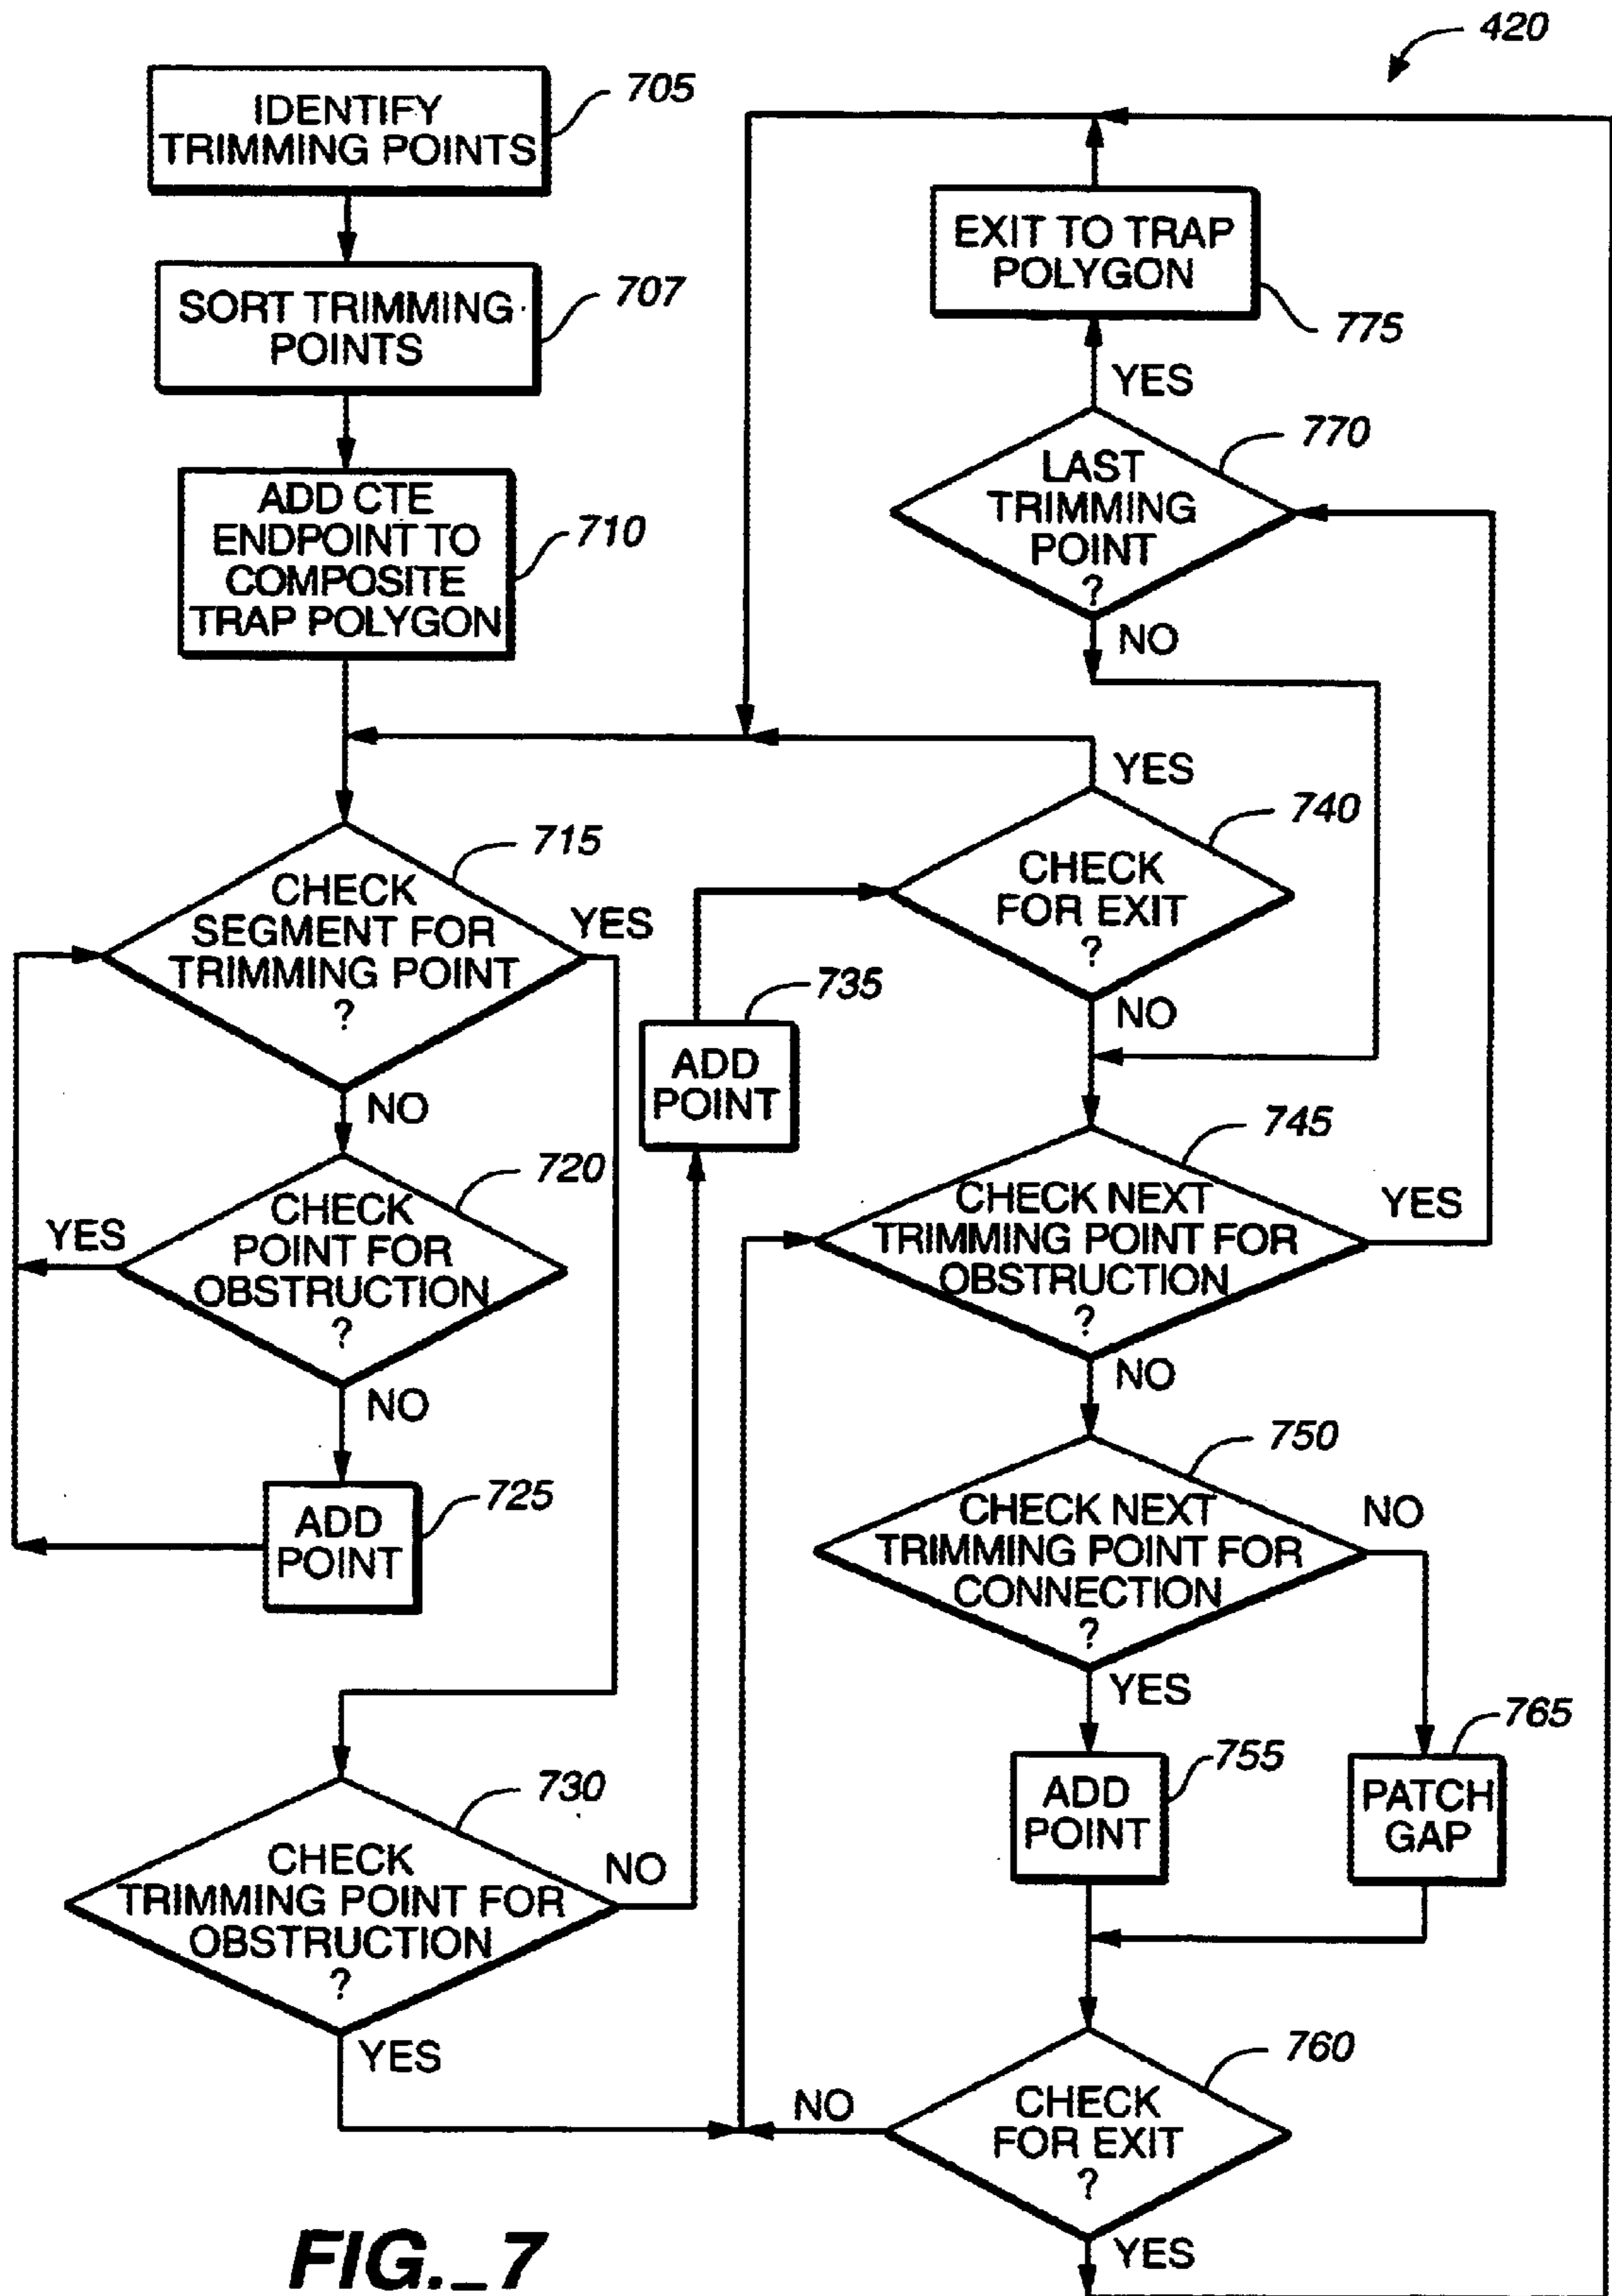 420
IDENTIFY
TRIMMING POINTS
705
SORT TRIMMING
POINTS
707
ADD CTE
ENDPOINT TO
COMPOSITE
TRAP POLYGON
710
CHECK
SEGMENT FOR
TRIMMING POINT
?
715
YES
NO
CHECK
POINT FOR
OBSTRUCTION
?
720
YES
NO
ADD
POINT
725
CHECK
TRIMMING POINT FOR
OBSTRUCTION
?
730
NO
YES
ADD
POINT
735
EXIT TO TRAP
POLYGON
775
YES
LAST
TRIMMING
POINT
?
770
NO
YES
CHECK
FOR EXIT
?
740
NO
CHECK NEXT
TRIMMING POINT FOR
OBSTRUCTION
?
745
YES
NO
CHECK NEXT
TRIMMING POINT FOR
CONNECTION
?
750
NO
YES
ADD
POINT
755
PATCH
GAP
765
CHECK
FOR EXIT
?
760
NO
YES
FIG._7